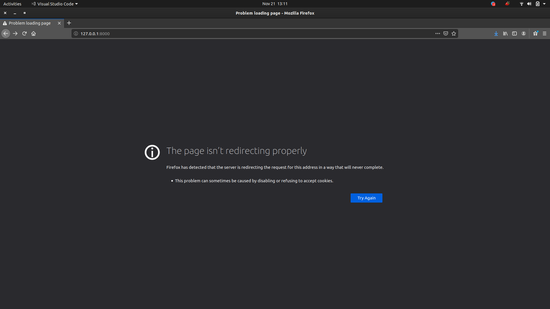 Activities
Visual Studio Code
Nov 21 13:11
Problem loading page - Mozilla Firefox
Problem loading page
127.0.0.1:8000
The page isn't redirecting properly
Firefox has detected that the server is redirecting the request for this address in a way that will never complete.
This problem can sometimes be caused by disabling or refusing to accept cookies.
Try Again